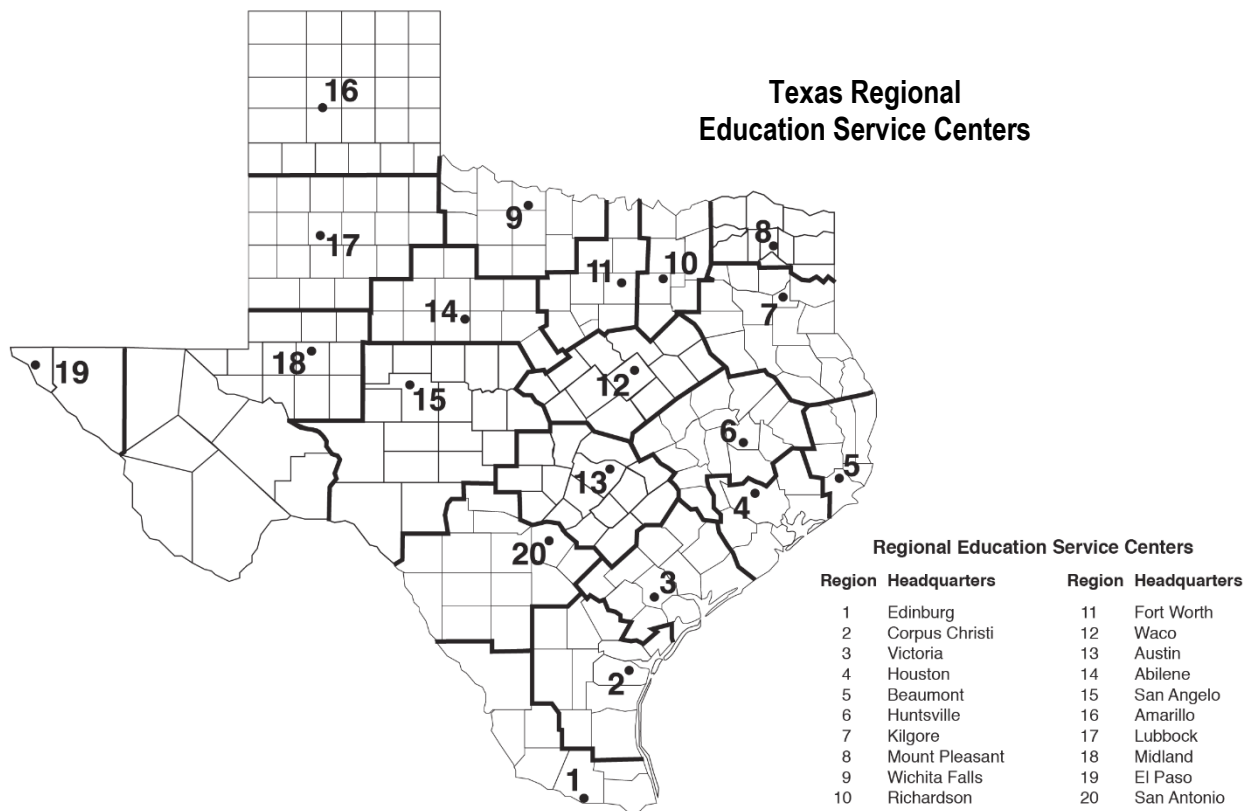 Texas Regional
Education Service Centers
16
9
8
17
11
10
7
14
18
19
15
12
6
5
13
4
20
3
2
1
Regional Education Service Centers
Region Headquarters Region Headquarters
1 Edinburg 11 Fort Worth
2 Corpus Christi 12 Waco
3 Victoria 13 Austin
4 Houston 14 Abilene
5 Beaumont 15 San Angelo
6 Huntsville 16 Amarillo
7 Kilgore 17 Lubbock
8 Mount Pleasant 18 Midland
9 Wichita Falls 19 El Paso
10 Richardson 20 San Antonio